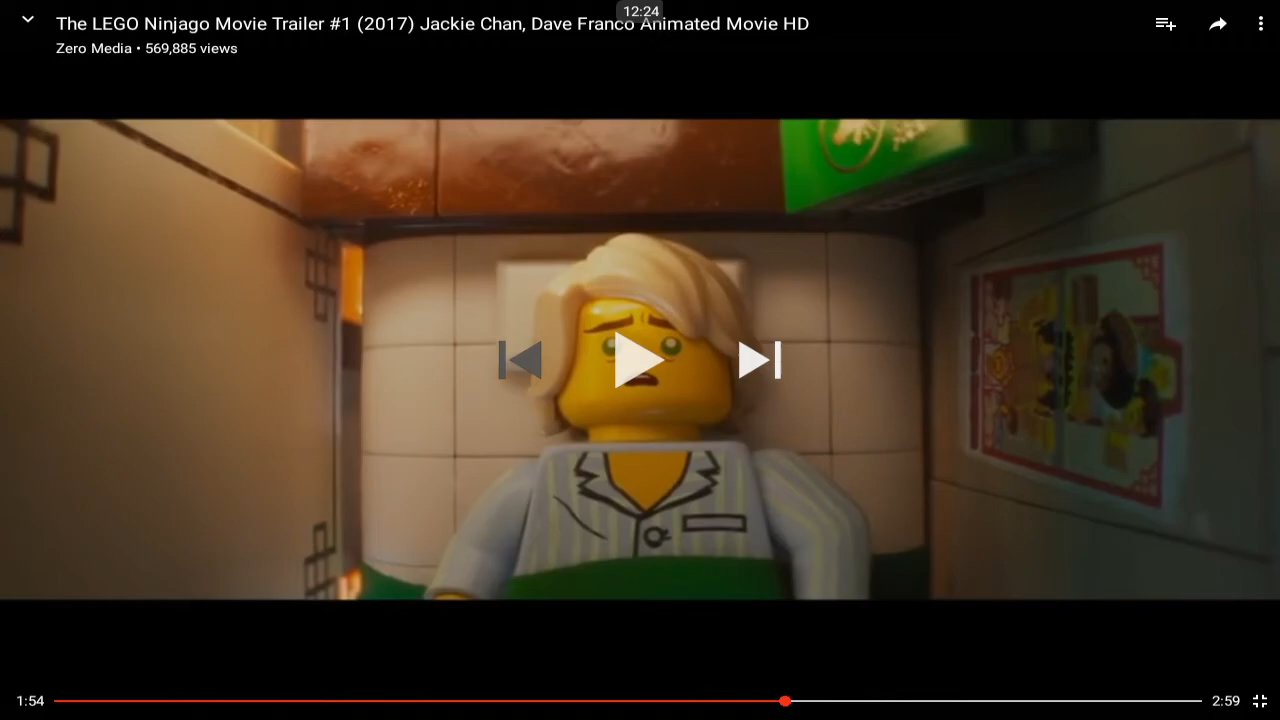 12:24
The LEGO Ninjago Movie Trailer #1 (2017) Jackie Chan, Dave Franco Animated Movie HD
Zero Media • 569,885 views
1:54
2:59